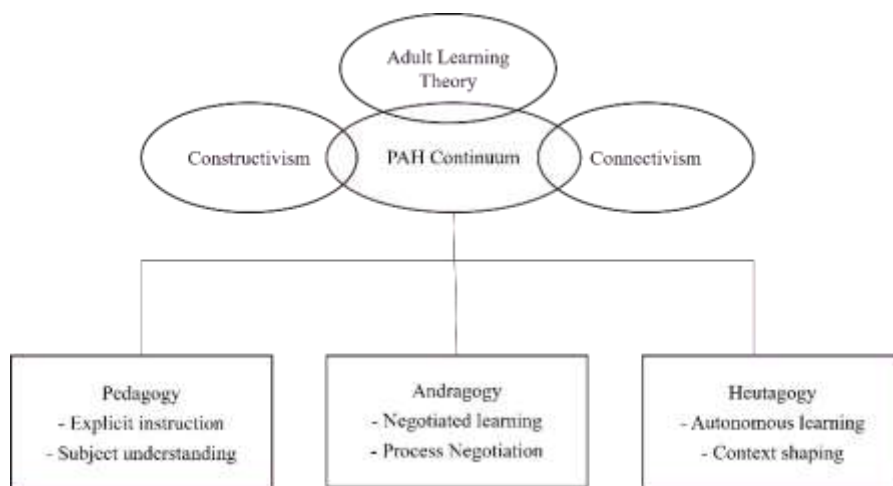 Adult Learning
Theory
Constructivism
PAH Continuum
Connectivism
Pedagogy
- Explicit instruction
- Subject understanding
Andragogy
- Negotiated learning
- Process Negotiation
Heutagogy
- Autonomous learning
- Context shaping